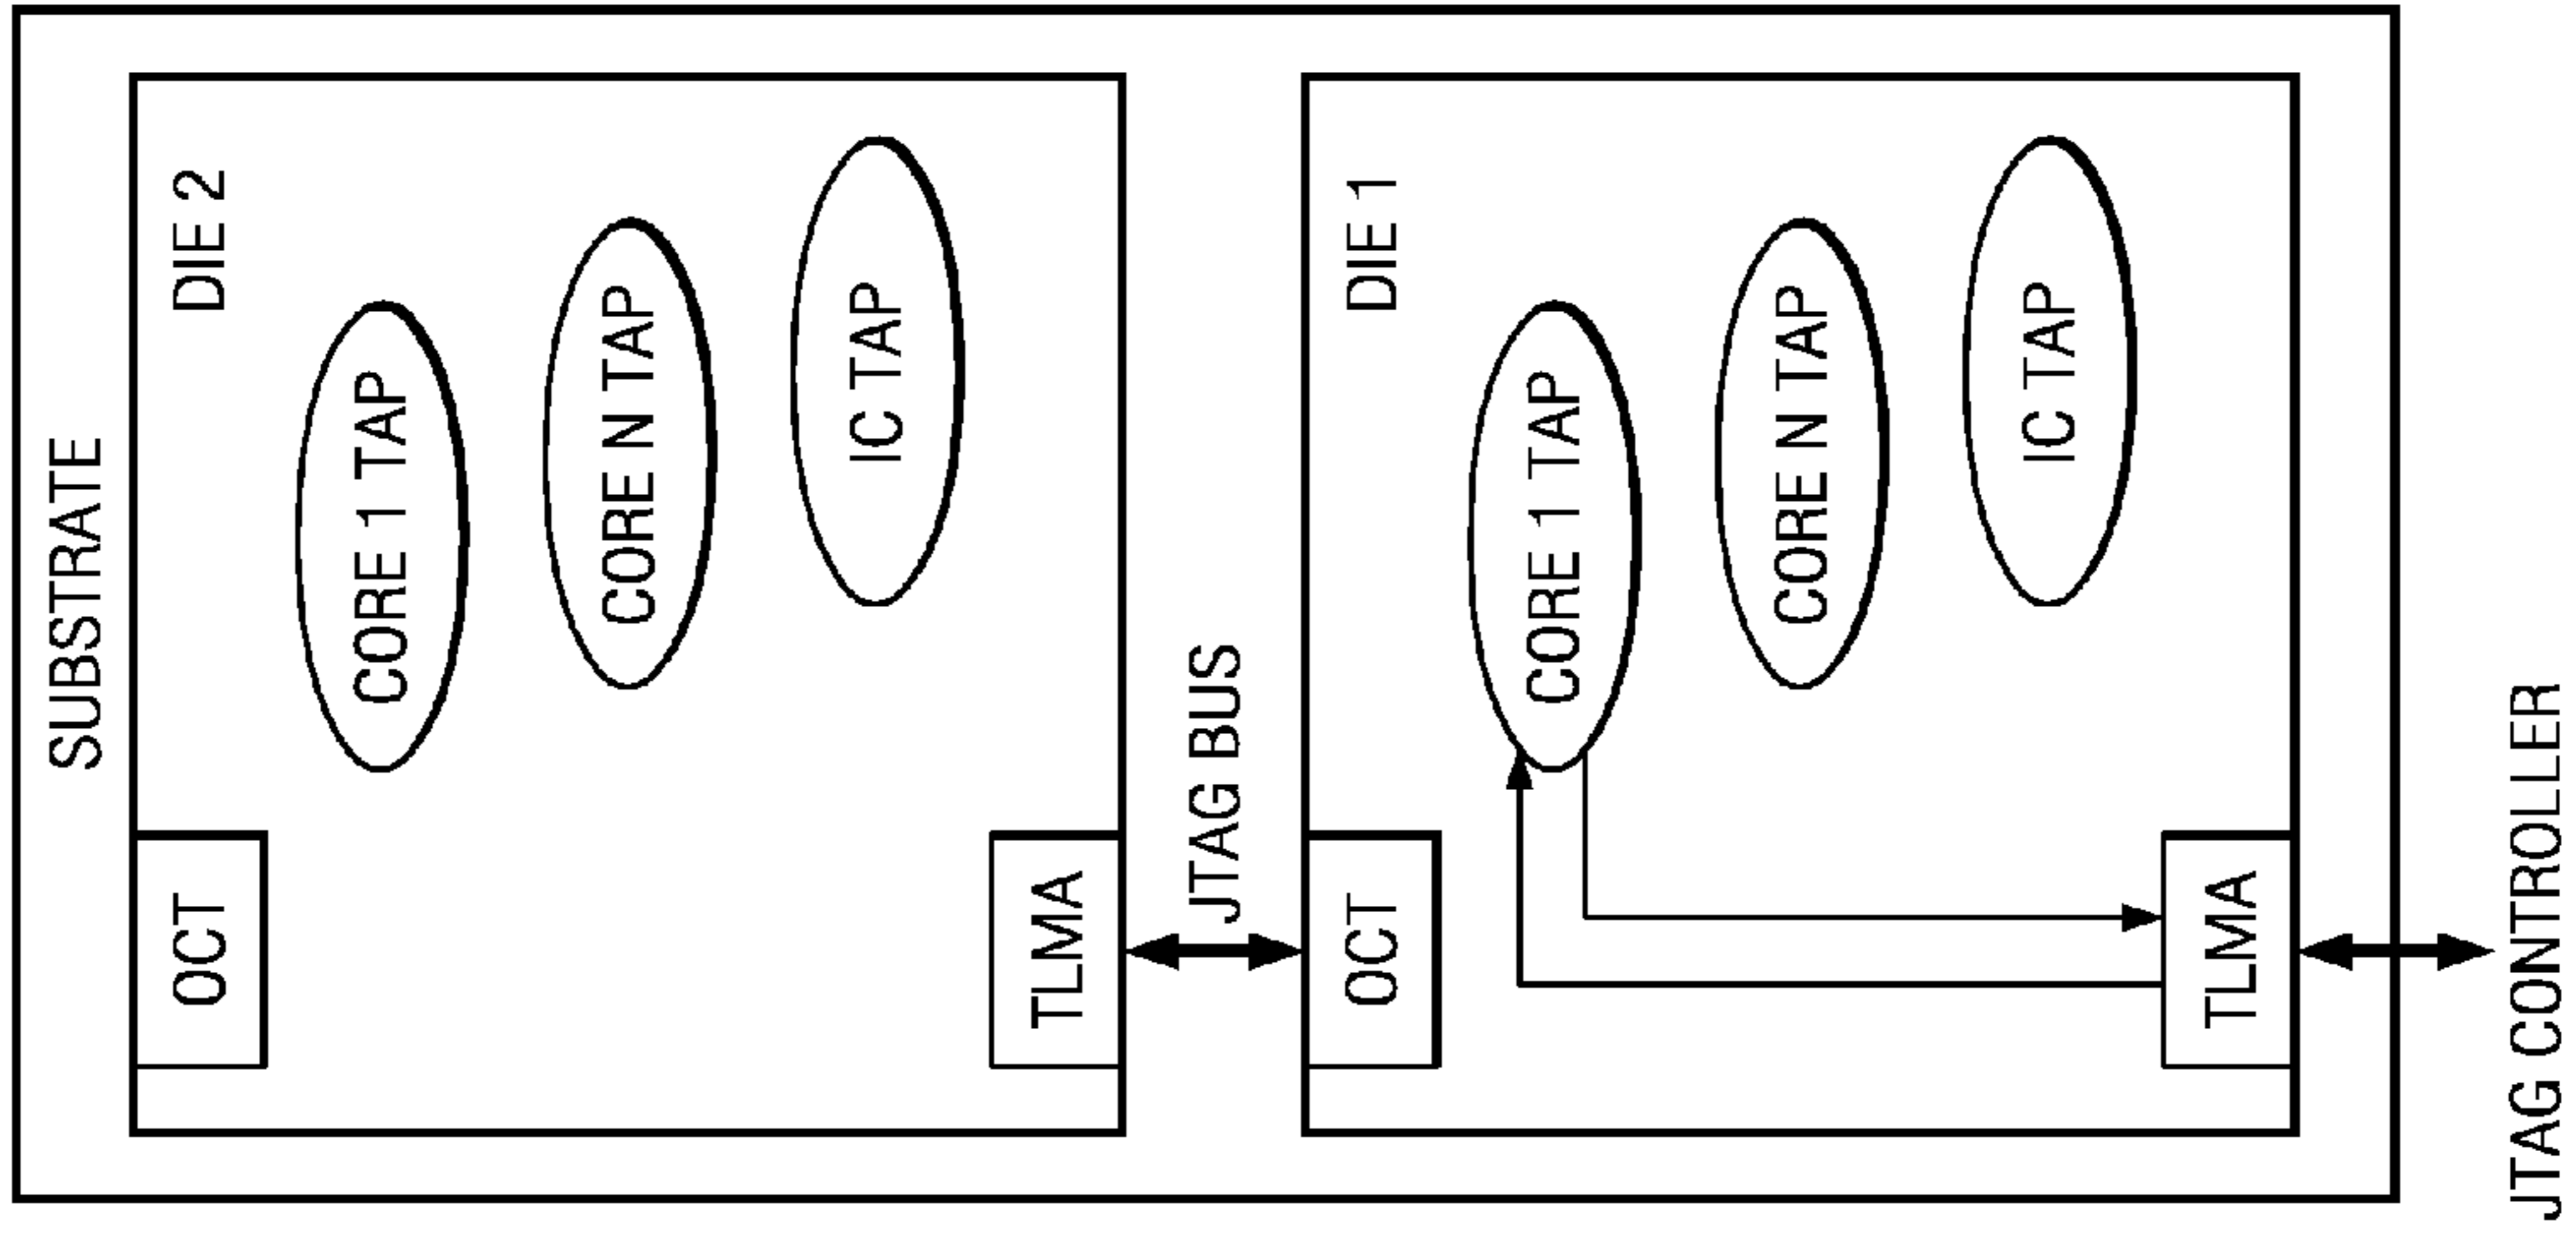 SUBSTRATE
DIE 2
OCT
CORE 1 TAP
CORE N TAP
IC TAP
TLMA
JTAG BUS
DIE 1
OCT
CORE 1 TAP
CORE N TAP
IC TAP
TLMA
JTAG CONTROLLER